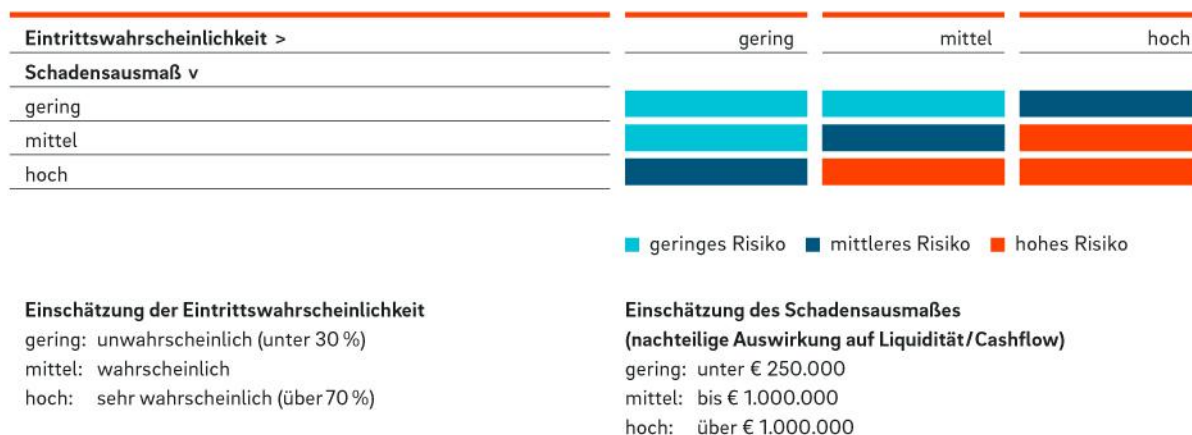 Eintrittswahrscheinlichkeit > gering mittel hoch
Schadensausmaß v
gering
mittel
hoch
geringes Risiko mittleres Risiko hohes Risiko
Einschätzung der Eintrittswahrscheinlichkeit
gering: unwahrscheinlich (unter 30 %)
mittel: wahrscheinlich
hoch: sehr wahrscheinlich (über 70 %)
Einschätzung des Schadensausmaßes
(nachteilige Auswirkung auf Liquidität/Cashflow)
gering: unter € 250.000
mittel: bis € 1.000.000
hoch: über € 1.000.000